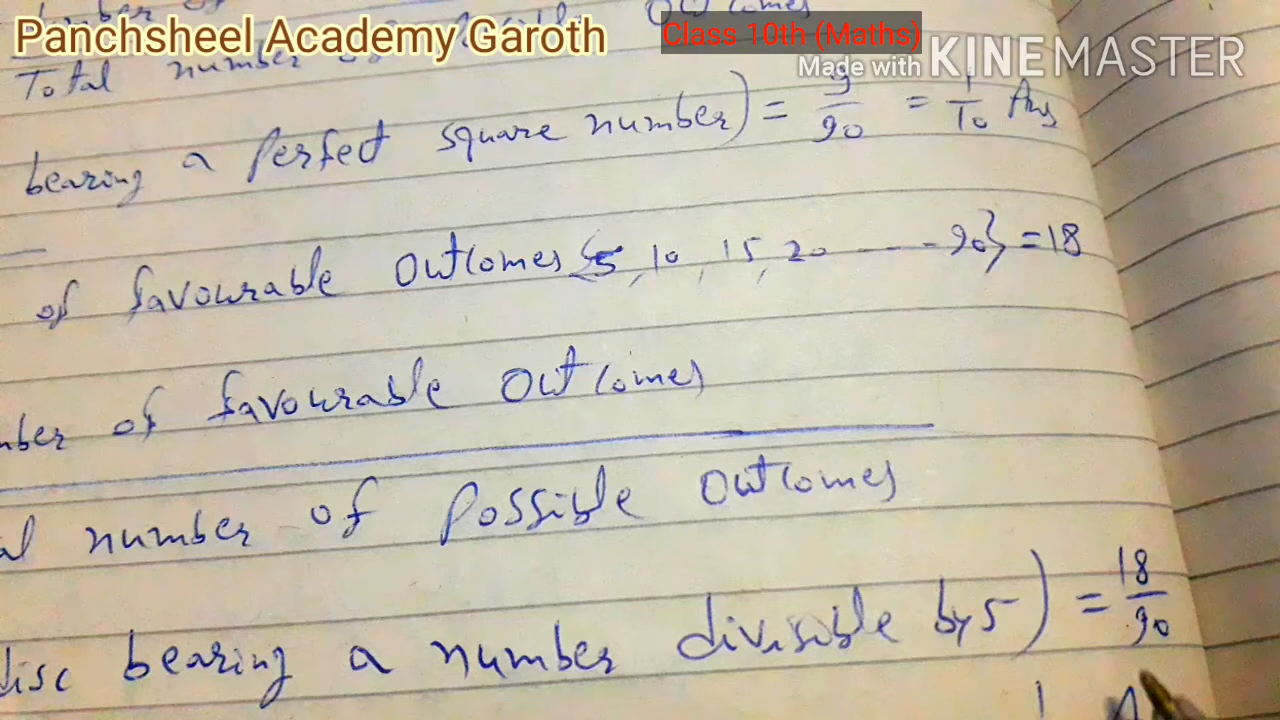 Panchsheel Academy Garoth
Class 10th (Maths)
Made with KINEMASTER
Total number Outcomes
bearing a perfect square number) = 9/90 = 1/10 Ans
of favourable Outcomes {5, 10, 15, 20 ---- 90} = 18
of favourable Outcomes
number of possible Outcomes
disc bearing a number divisible by 5) = 18/90
1